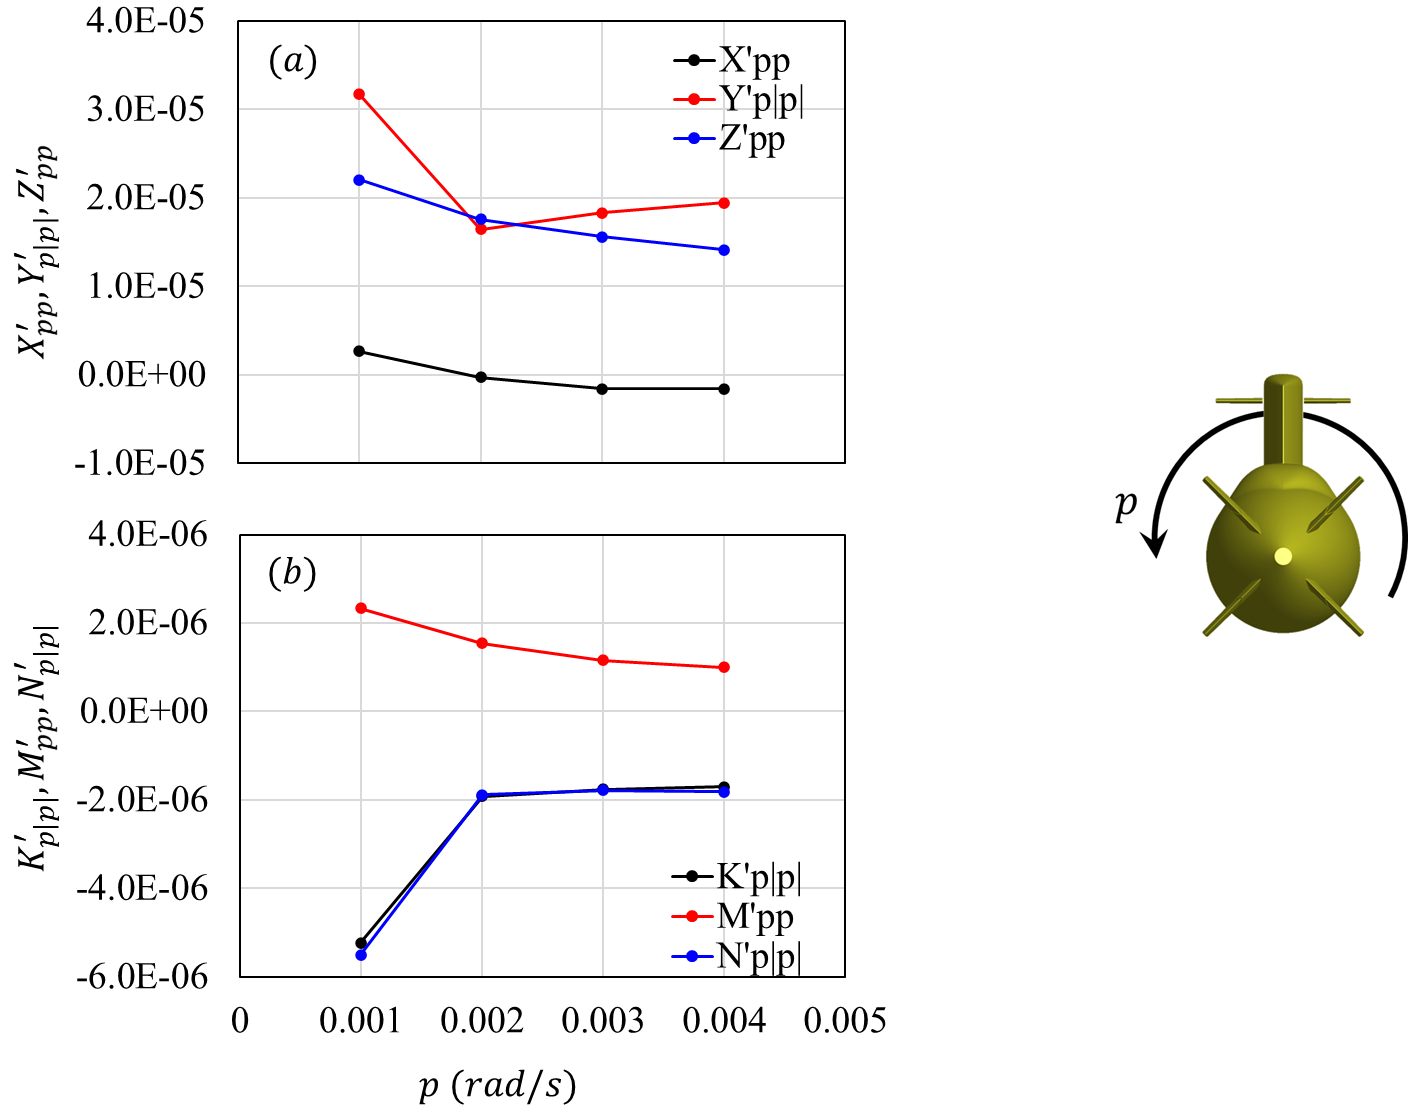 4.0E-05
3.0E-05
2.0E-05
1.0E-05
0.0E+00
-1.0E-05
X′pp, Y′p|p|, Z′pp
(a)
X'pp
Y'p|p|
Z'pp
p
4.0E-06
2.0E-06
0.0E+00
-2.0E-06
-4.0E-06
-6.0E-06
K′p|p|, M′pp, N′p|p|
(b)
K'p|p|
M'pp
N'p|p|
0 0.001 0.002 0.003 0.004 0.005
p (rad/s)